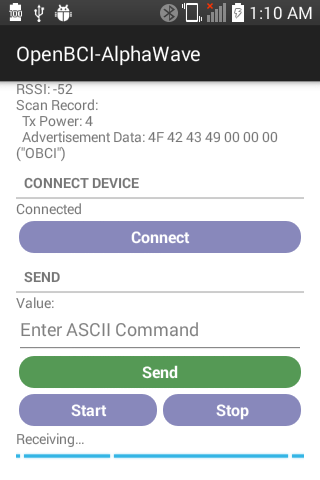 1:10 AM
OpenBCI-AlphaWave
RSSI: -52
Scan Record:
Tx Power: 4
Advertisement Data: 4F 42 43 49 00 00 00
("OBCI")
CONNECT DEVICE
Connected
Connect
SEND
Value:
Enter ASCII Command
Send
Start Stop
Receiving...